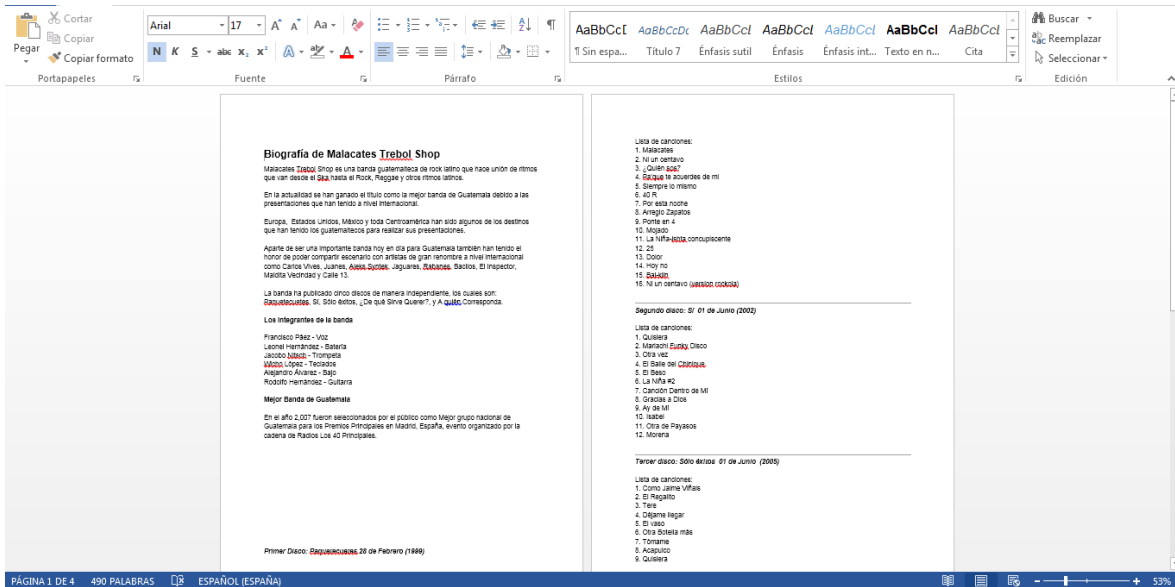 Cortar
Copiar
Copiar formato
Pegar
Portapapeles
Arial
17
Aa
N K S abc x₂ x²
Fuente
Párrafo
AaBbCcI AaBbCcDc AaBbCcl AaBbCcl AaBbCcl AaBbCcl AaBbCcl
¶ Sin espa... Título 7 Énfasis sutil Énfasis Énfasis int... Texto en n... Cita
Estilos
Buscar
Reemplazar
Seleccionar
Edición
Biografía de Malacates Trebol Shop
Malacates Trebol Shop es una banda guatemalteca de rock latino que hace unión de ritmos
que van desde el Ska hasta el Rock, Reggae y otros ritmos latinos.
En la actualidad se han ganado el título como la mejor banda de Guatemala debido a las
presentaciones que han tenido a nivel internacional.
Europa, Estados Unidos, México y toda Centroamérica han sido algunos de los destinos
que han tenido los guatemaltecos para realizar sus presentaciones.
Aparte de ser una importante banda hoy en día para Guatemala también han tenido el
honor de poder compartir escenario con artistas de gran renombre a nivel internacional
como Carlos Vives, Juanes, Aleks Syntek, Jaguares, Rabanes, Bacilos, El Inspector,
Maldita Vecindad y Calle 13.
La banda ha publicado cinco discos de manera independiente, los cuales son:
Paquetecuetes, Sí, Sólo éxitos, ¿De qué Sirve Querer?, y A quién Corresponda.
Los integrantes de la banda
Francisco Páez - Voz
Leonel Hernández - Batería
Jacobo Nitsch - Trompeta
Wicho López - Teclados
Alejandro Álvarez - Bajo
Rodolfo Hernández - Guitarra
Mejor Banda de Guatemala
En el año 2,007 fueron seleccionados por el público como Mejor grupo nacional de
Guatemala para los Premios Principales en Madrid, España, evento organizado por la
cadena de Radios Los 40 Principales.
Primer Disco: Paquetecuetes 28 de Febrero (1999)
Lista de canciones:
1. Malacates
2. Ni un centavo
3. ¿Quién sos?
4. Pa'que te acuerdes de mi
5. Siempre lo mismo
6. 40 R
7. Por esta noche
8. Arreglo Zapatos
9. Ponte en 4
10. Mojado
11. La Niña-Ishta concupiscente
12. 25
13. Dolor
14. Hoy no
15.
16. Ni un centavo (version rockola)
Segundo disco: Sí 01 de Junio (2002)
Lista de canciones:
1. Quisiera
2. Mariachi Funky Disco
3. Otra vez
4. El Baile del Chinique
5. El Beso
6. La Niña #2
7. Canción Dentro de Mí
8. Gracias a Dios
9. Ay de Mí
10. Isabel
11. Otra de Payasos
12. Morena
Tercer disco: Sólo éxitos 01 de Junio (2005)
Lista de canciones:
1. Como Jaime Viñals
2. El Regalito
3. Tere
4. Déjame llegar
5. El vaso
6. Otra Botella más
7. Tómame
8. Acapulco
9. Quisiera
PÁGINA 1 DE 4 490 PALABRAS ESPAÑOL (ESPAÑA) 53%